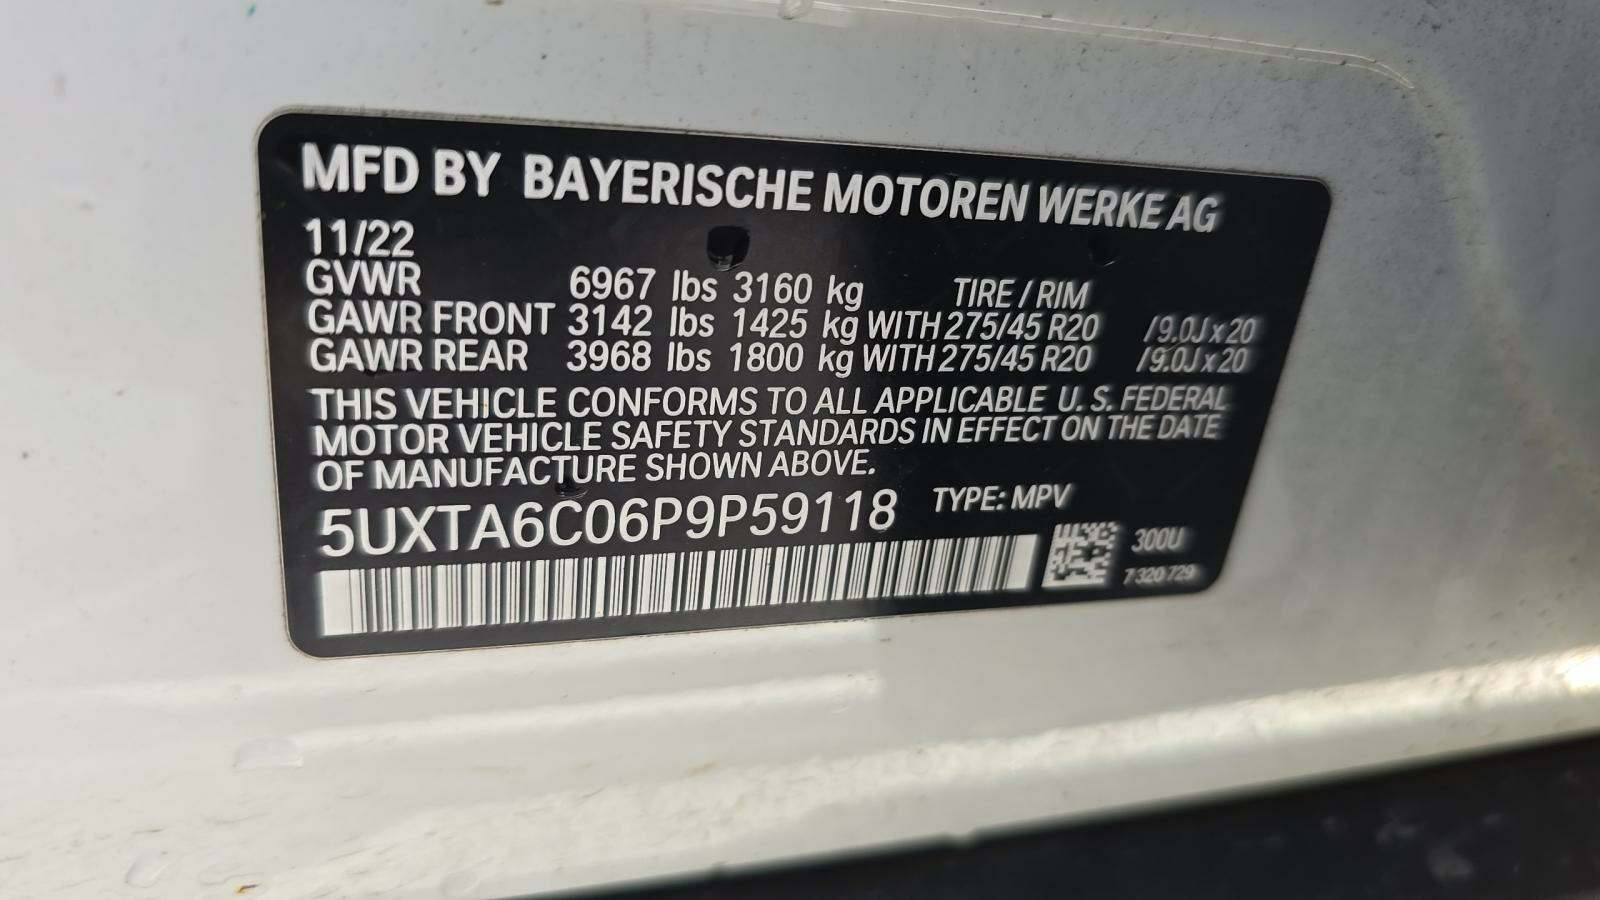 MFD BY BAYERISCHE MOTOREN WERKE AG
11/22
GVWR 6967 lbs 3160 kg TIRE / RIM
GAWR FRONT 3142 lbs 1425 kg WITH 275/45 R20 / 9.0J x 20
GAWR REAR 3968 lbs 1800 kg WITH 275/45 R20 / 9.0J x 20
THIS VEHICLE CONFORMS TO ALL APPLICABLE U. S. FEDERAL
MOTOR VEHICLE SAFETY STANDARDS IN EFFECT ON THE DATE
OF MANUFACTURE SHOWN ABOVE.
5UXTA6C06P9P59118 TYPE: MPV
300U
7 320 729